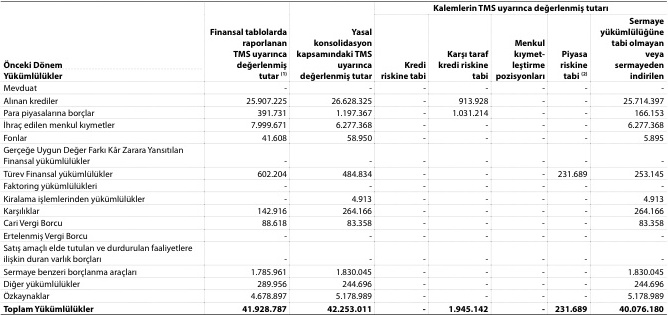 Kalemlerin TMS uyarınca değerlenmiş tutarı
Önceki Dönem Yükümlülükler | Finansal tablolarda raporlanan TMS uyarınca değerlenmiş tutar (1) | Yasal konsolidasyon kapsamındaki TMS uyarınca değerlenmiş tutar | Kredi riskine tabi | Karşı taraf kredi riskine tabi | Menkul kıymet-leştirme pozisyonları | Piyasa riskine tabi (2) | Sermaye yükümlülüğüne tabi olmayan veya sermayeden indirilen
Mevduat - - - - - - -
Alınan krediler 25.907.225 26.628.325 - 913.928 - - 25.714.397
Para piyasalarına borçlar 391.731 1.197.367 - 1.031.214 - - 166.153
İhraç edilen menkul kıymetler 7.999.671 6.277.368 - - - - 6.277.368
Fonlar 41.608 58.950 - - - - 5.895
Gerçeğe Uygun Değer Farkı Kâr Zarara Yansıtılan
Finansal yükümlülükler - - - - - - -
Türev Finansal yükümlülükler 602.204 484.834 - - - 231.689 253.145
Faktoring yükümlülükleri - - - - - - -
Kiralama işlemlerinden yükümlülükler - 4.913 - - - - 4.913
Karşılıklar 142.916 264.166 - - - - 264.166
Cari Vergi Borcu 88.618 83.358 - - - - 83.358
Ertelenmiş Vergi Borcu - - - - - - -
Satış amaçlı elde tutulan ve durdurulan faaliyetlere
ilişkin duran varlık borçları - - - - - - -
Sermaye benzeri borçlanma araçları 1.785.961 1.830.045 - - - - 1.830.045
Diğer yükümlülükler 289.956 244.696 - - - - 244.696
Özkaynaklar 4.678.897 5.178.989 - - - - 5.178.989
Toplam Yükümlülükler 41.928.787 42.253.011 - 1.945.142 - 231.689 40.076.180